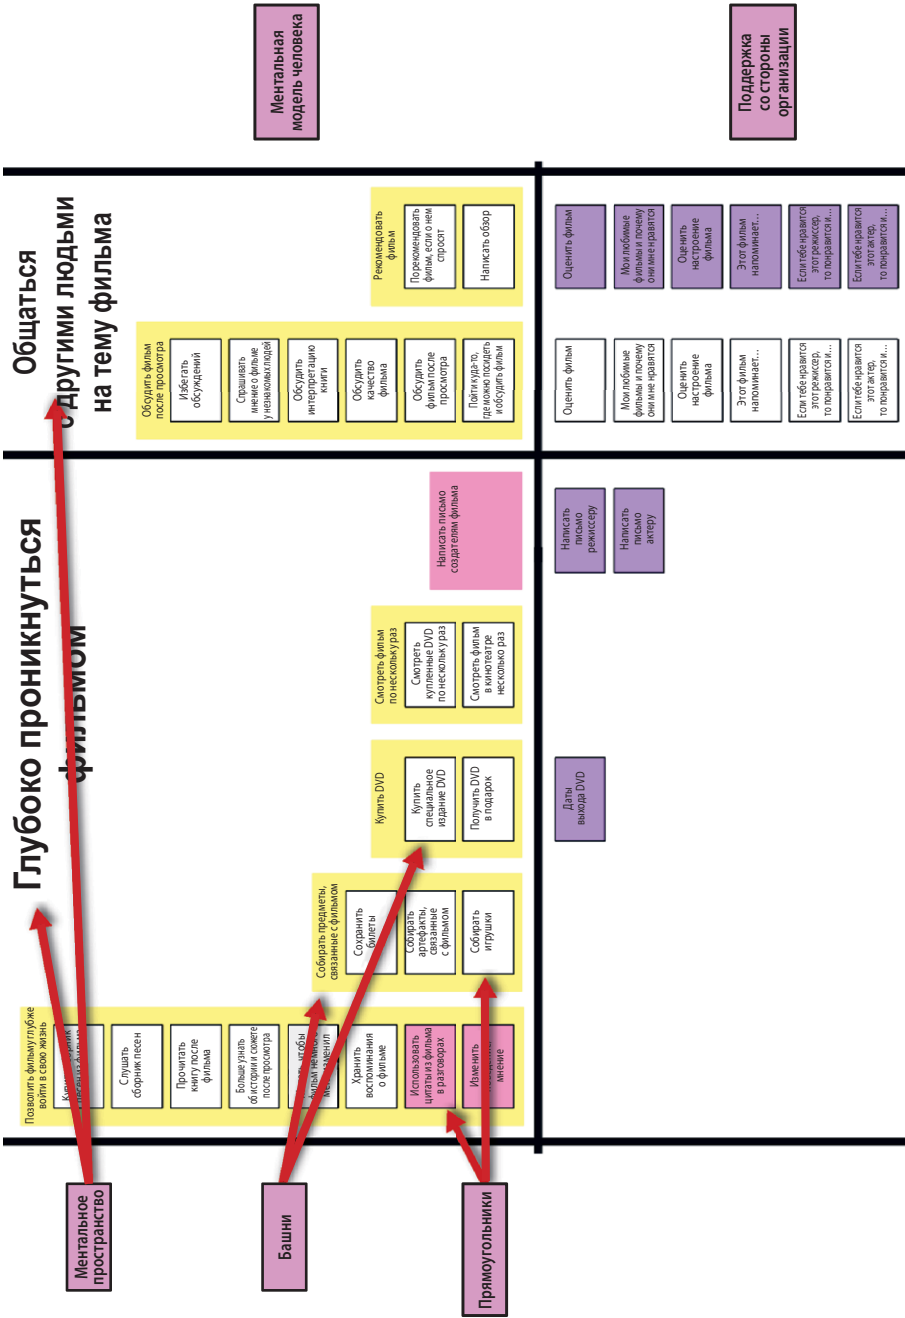 Ментальное
пространство
Глубоко проникнуться
фильмом
Общаться
с другими людьми
на тему фильма
Башни
Прямоугольники
Ментальная
модель человека
Поддержка
со стороны
организации
Позволить фильму глубже
войти в свою жизнь
Слушать
сборник песен
Прочитать
книгу после
фильма
Больше узнать
об истории и сюжете
после просмотра
чтобы
фильм немного
Хранить
воспоминания
о фильме
Использовать
цитаты из фильма
в разговорах
Изменить
мнение
Собирать предметы,
связанные с фильмом
Сохранить
билеты
Собирать
артефакты,
связанные
с фильмом
Собирать
игрушки
Купить DVD
Купить
специальное
издание DVD
Получить DVD
в подарок
Смотреть фильм
по нескольку раз
Смотреть
купленные DVD
по нескольку раз
Смотреть фильм
в кинотеатре
несколько раз
Написать письмо
создателям фильма
Обсудить фильм
после просмотра
Избегать
обсуждений
Спрашивать
мнение о фильме
у незнакомых людей
Обсудить
интерпретацию
книги
Обсудить
качество
фильма
Обсудить
фильм после
просмотра
Пойти куда-то,
где можно посидеть
и обсудить фильм
Рекомендовать
фильм
Порекомендовать
фильм, если о нем
спросят
Написать обзор
Даты
выхода DVD
Написать
письмо
режиссеру
Написать
письмо
актеру
Оценить фильм
Мои любимые
фильмы и почему
они мне нравятся
Оценить
настроение
фильма
Этот фильм
напоминает...
Если тебе нравится
этот режиссер,
то понравится и...
Если тебе нравится
этот актер,
то понравится и...
Оценить фильм
Мои любимые
фильмы и почему
они мне нравятся
Оценить
настроение
фильма
Этот фильм
напоминает...
Если тебе нравится
этот режиссер,
то понравится и...
Если тебе нравится
этот актер,
то понравится и...